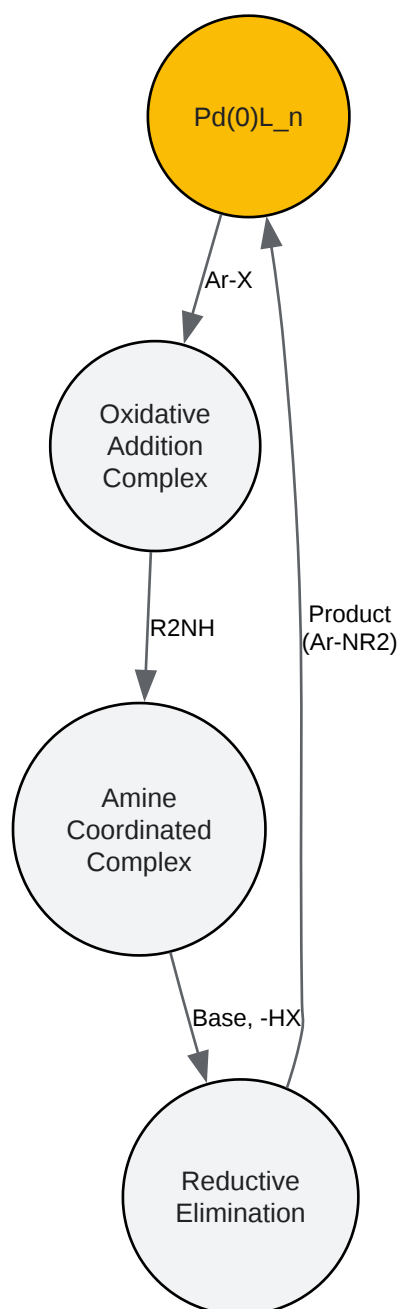 Pd(0)L_n
Ar-X
Oxidative
Addition
Complex
R2NH
Product
(Ar-NR2)
Amine
Coordinated
Complex
Base, -HX
Reductive
Elimination